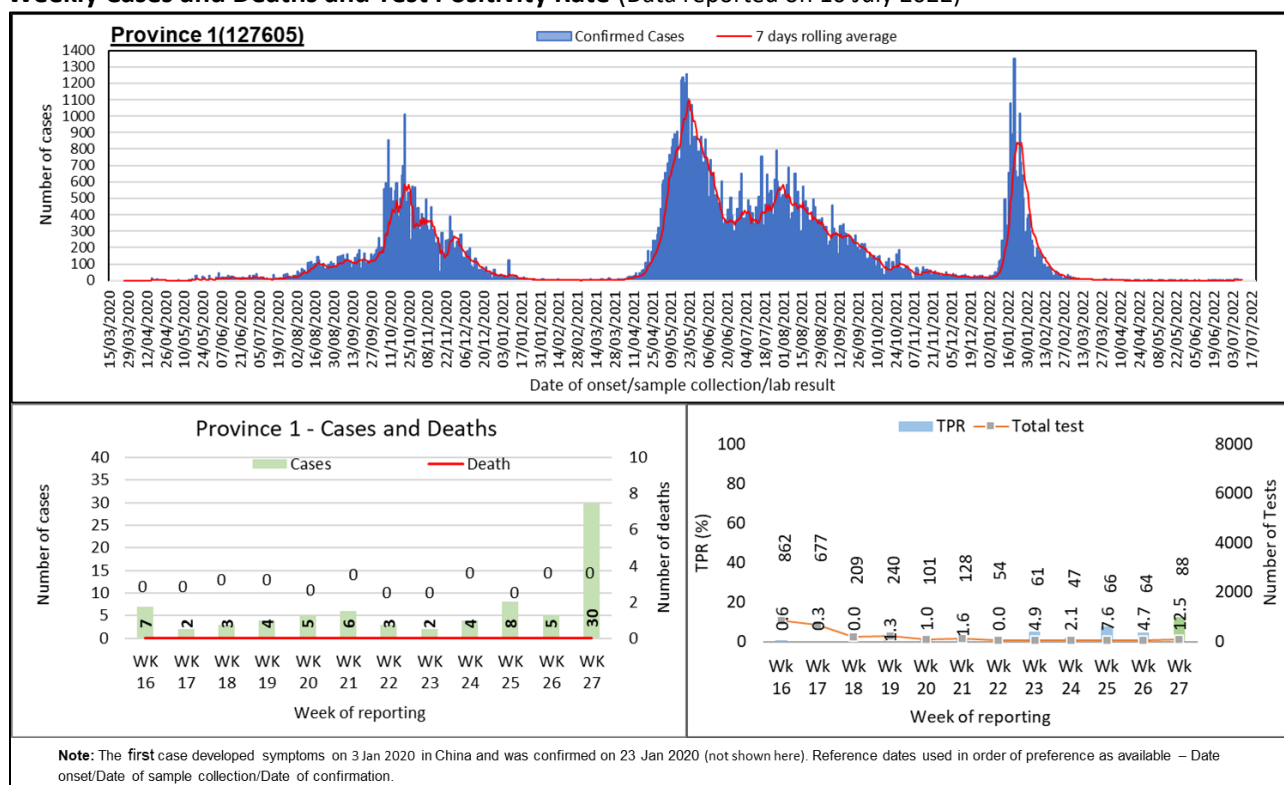 Weekly Cases and Deaths and Test Positivity Rate (Data reported on 10 July 2022)
Province 1(127605)
Confirmed Cases 7 days rolling average
Number of cases
1400
1300
1200
1100
1000
900
800
700
600
500
400
300
200
100
0
15/03/2020 29/03/2020 12/04/2020 26/04/2020 10/05/2020 24/05/2020 07/06/2020 21/06/2020 05/07/2020 19/07/2020 02/08/2020 16/08/2020 30/08/2020 13/09/2020 27/09/2020 11/10/2020 25/10/2020 08/11/2020 22/11/2020 06/12/2020 20/12/2020 03/01/2021 17/01/2021 31/01/2021 14/02/2021 28/02/2021 14/03/2021 28/03/2021 11/04/2021 25/04/2021 09/05/2021 23/05/2021 06/06/2021 20/06/2021 04/07/2021 18/07/2021 01/08/2021 15/08/2021 29/08/2021 12/09/2021 26/09/2021 10/10/2021 24/10/2021 07/11/2021 21/11/2021 05/12/2021 19/12/2021 02/01/2022 16/01/2022 30/01/2022 13/02/2022 27/02/2022 13/03/2022 27/03/2022 10/04/2022 24/04/2022 08/05/2022 22/05/2022 05/06/2022 19/06/2022 03/07/2022 17/07/2022
Date of onset/sample collection/lab result
Province 1 - Cases and Deaths
Cases Death
Number of cases
40
35
30
25
20
15
10
5
0
Number of deaths
10
8
6
4
2
0
0 0 0 0 0 0 0 0 0 0 0 0
7 2 3 4 5 6 3 2 4 8 5 30
WK WK WK WK WK WK WK WK WK WK WK WK
16 17 18 19 20 21 22 23 24 25 26 27
Week of reporting
TPR Total test
TPR (%)
100
80
60
40
20
0
Number of Tests
8000
6000
4000
2000
0
862 677 209 240 101 128 54 61 47 66 64 88
0.6 0.3 0.0 1.3 1.0 1.6 0.0 4.9 2.1 7.6 4.7 12.5
Wk Wk Wk Wk Wk Wk Wk Wk Wk Wk Wk Wk
16 17 18 19 20 21 22 23 24 25 26 27
Week of reporting
Note: The first case developed symptoms on 3 Jan 2020 in China and was confirmed on 23 Jan 2020 (not shown here). Reference dates used in order of preference as available – Date
onset/Date of sample collection/Date of confirmation.